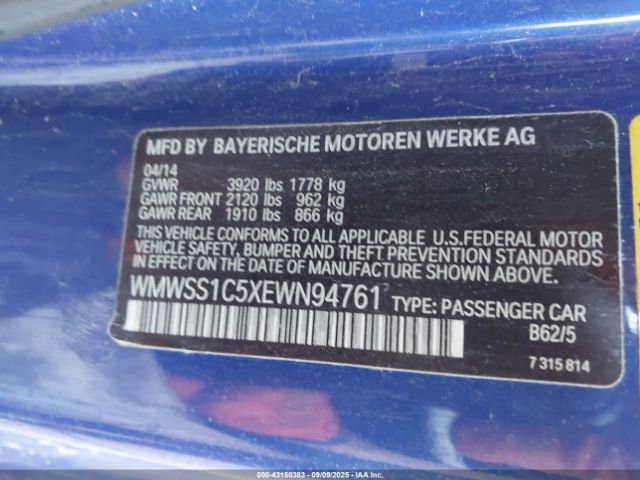 MFD BY BAYERISCHE MOTOREN WERKE AG
04/14
GVWR 3920 lbs 1778 kg
GAWR FRONT 2120 lbs 962 kg
GAWR REAR 1910 lbs 866 kg
THIS VEHICLE CONFORMS TO ALL APPLICABLE U.S.FEDERAL MOTOR
VEHICLE SAFETY, BUMPER, AND THEFT PREVENTION STANDARDS
IN EFFECT ON THE DATE OF MANUFACTURE SHOWN ABOVE.
WMWSS1C5XEWN94761 TYPE: PASSENGER CAR
B62/5
7 315 814
000-43150383 - 09/09/2025 - IAAI.com